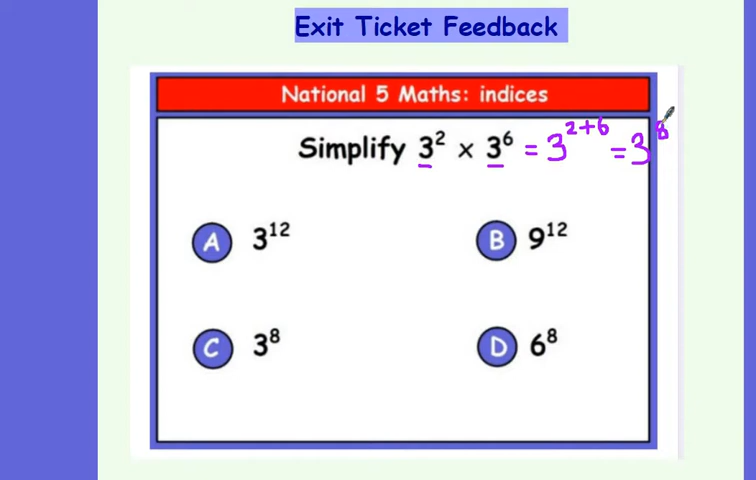 Exit Ticket Feedback
National 5 Maths: indices
Simplify 3² × 3⁶ = 3²⁺⁶ = 3⁸
A 3¹² B 9¹²
C 3⁸ D 6⁸